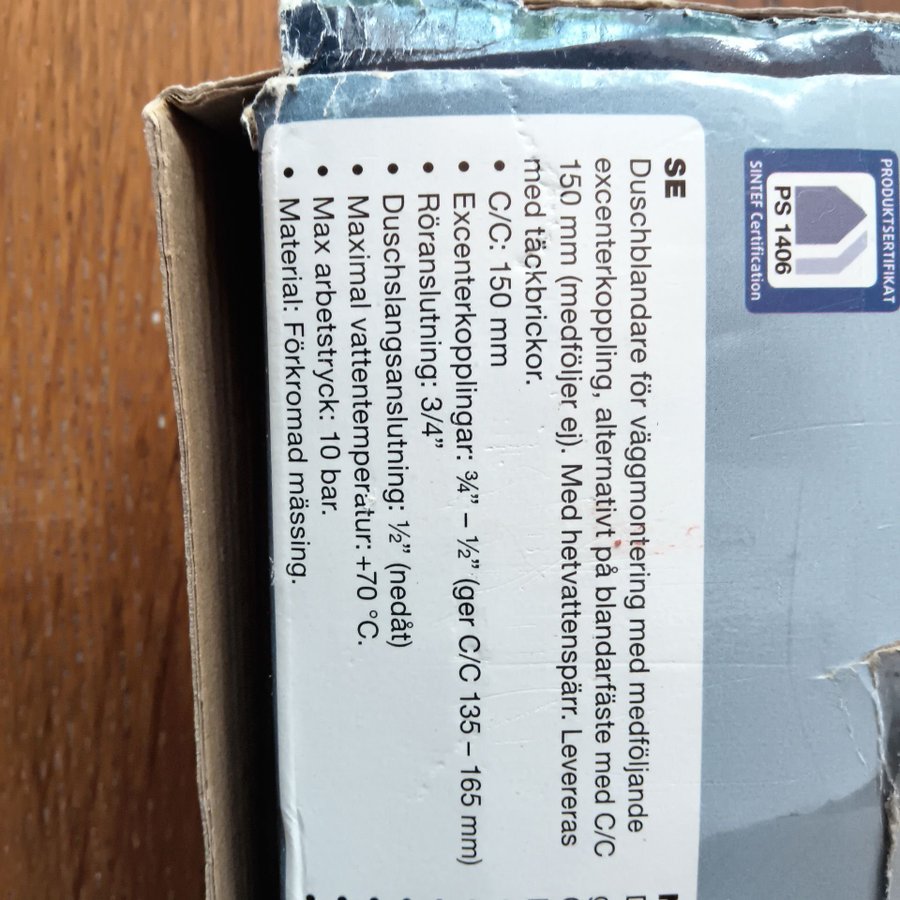 PRODUKTSERTIFIKAT
PS 1406
SINTEF Certification
SE
Duschblandare för väggmontering med medföljande
excenterkoppling, alternativt på blandarfäste med C/C
150 mm (medföljer ej). Med hetvattenspärr. Levereras
med täckbrickor.
• C/C: 150 mm
• Excenterkopplingar: ¾” – ½” (ger C/C 135 – 165 mm)
• Röranslutning: 3/4”
• Duschslangsanslutning: ½” (nedåt)
• Maximal vattentemperatur: +70 °C.
• Max arbetstryck: 10 bar.
• Material: Förkromad mässing.